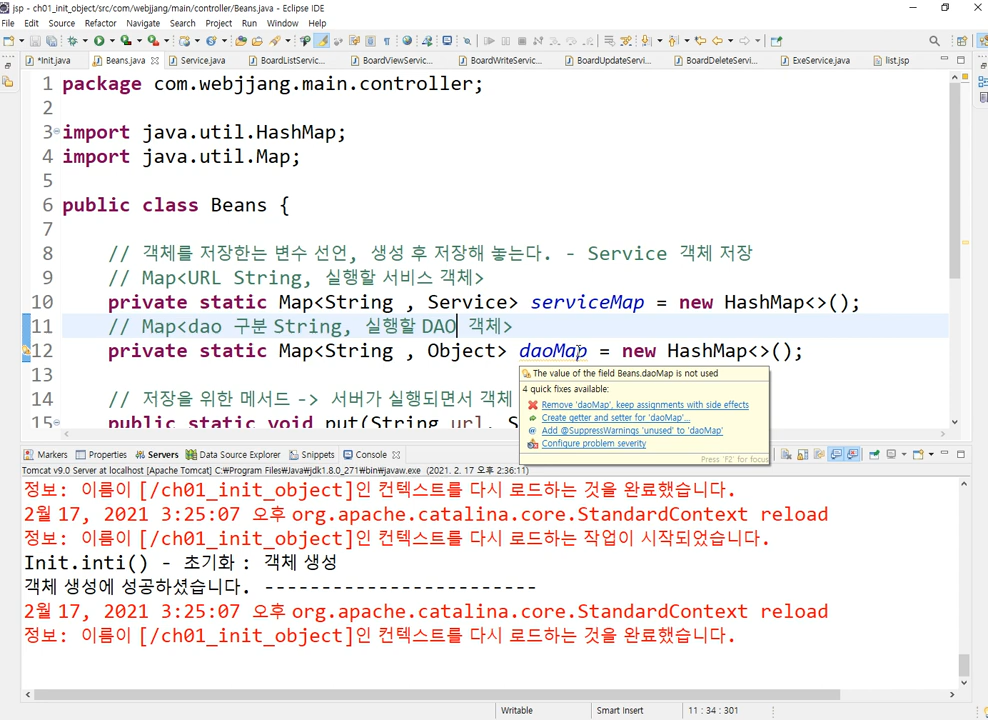 jsp - ch01_init_object/src/com/webjjang/main/controller/Beans.java - Eclipse IDE
File Edit Source Refactor Navigate Search Project Run Window Help
*Init.java Beans.java Service.java BoardListServic... BoardViewServic... BoardWriteServic... BoardUpdateServi... BoardDeleteServi... ExeService.java list.jsp
1 package com.webjjang.main.controller;
2
3 import java.util.HashMap;
4 import java.util.Map;
5
6 public class Beans {
7
8 // 객체를 저장한는 변수 선언, 생성 후 저장해 놓는다. - Service 객체 저장
9 // Map<URL String, 실행할 서비스 객체>
10 private static Map<String , Service> serviceMap = new HashMap<>();
11 // Map<dao 구분 String, 실행할 DAO 객체>
12 private static Map<String , Object> daoMap = new HashMap<>();
13
The value of the field Beans.daoMap is not used
4 quick fixes available:
Remove 'daoMap', keep assignments with side effects
Create getter and setter for 'daoMap'...
Add @SuppressWarnings 'unused' to 'daoMap'
Configure problem severity
Press 'F2' for focus
14 // 저장을 위한 메서드 -> 서버가 실행되면서 객체
15 public static void put(String url, S
Markers Properties Servers Data Source Explorer Snippets Console
Tomcat v9.0 Server at localhost [Apache Tomcat] C:\Program Files\Java\jdk1.8.0_271\bin\javaw.exe (2021. 2. 17 오후 2:36:11)
정보: 이름이 [/ch01_init_object]인 컨텍스트를 다시 로드하는 것을 완료했습니다.
2월 17, 2021 3:25:07 오후 org.apache.catalina.core.StandardContext reload
정보: 이름이 [/ch01_init_object]인 컨텍스트를 다시 로드하는 작업이 시작되었습니다.
Init.inti() - 초기화 : 객체 생성
객체 생성에 성공하셨습니다. ------------------------
2월 17, 2021 3:25:07 오후 org.apache.catalina.core.StandardContext reload
정보: 이름이 [/ch01_init_object]인 컨텍스트를 다시 로드하는 것을 완료했습니다.
Writable Smart Insert 11 : 34 : 301